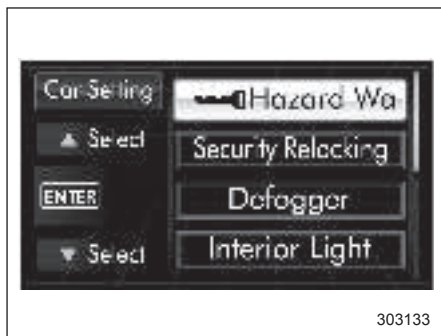 Car Setting
Hazard Wa
▲ Select
Security Relocking
ENTER
Defogger
▼ Select
Interior Light
303133